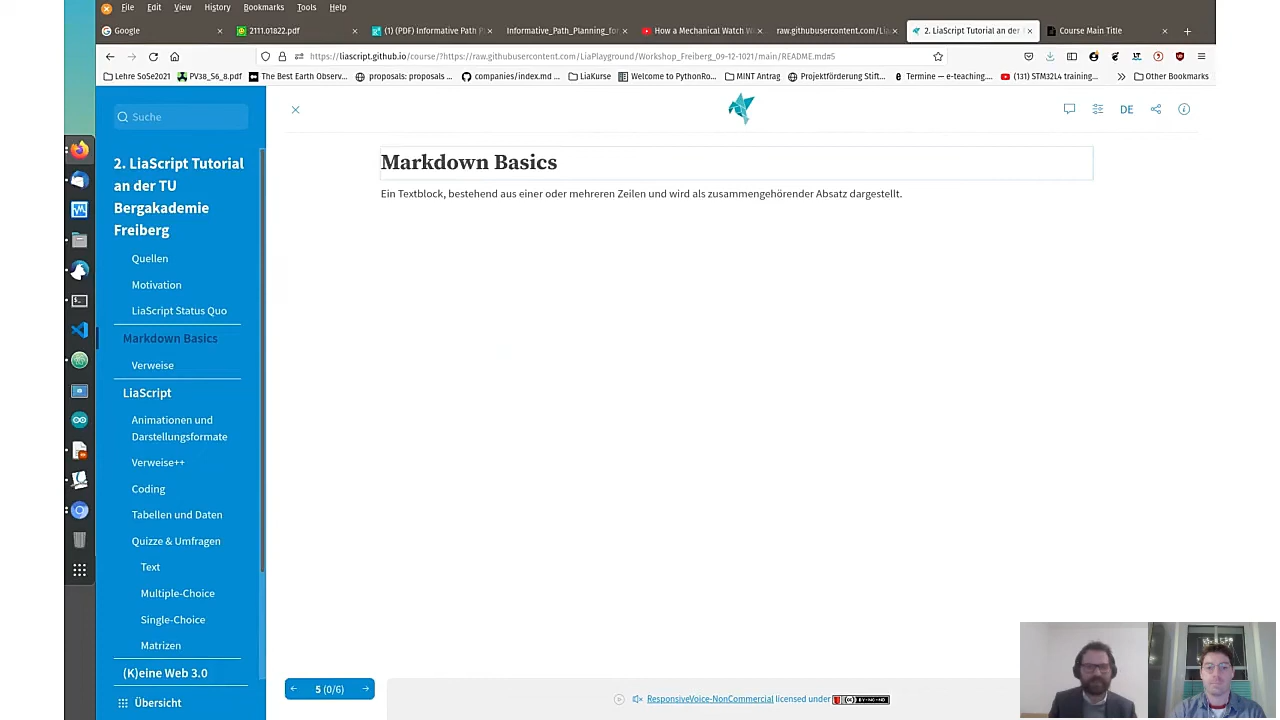 File Edit View History Bookmarks Tools Help
Google
2111.01822.pdf
(1) (PDF) Informative Path P
Informative_Path_Planning_for
How a Mechanical Watch W
raw.githubusercontent.com/Lia
2. LiaScript Tutorial an der T
Course Main Title
https://liascript.github.io/course/?https://raw.githubusercontent.com/LiaPlayground/Workshop_Freiberg_09-12-1021/main/README.md#5
Lehre SoSe2021
PV38_S6_8.pdf
The Best Earth Observ...
proposals: proposals ...
companies/index.md ...
LiaKurse
Welcome to PythonRo...
MINT Antrag
Projektförderung Stift...
Termine — e-teaching....
(131) STM32L4 training...
Other Bookmarks
Suche
DE
2. LiaScript Tutorial
an der TU
Bergakademie
Freiberg
Quellen
Motivation
LiaScript Status Quo
Markdown Basics
Verweise
LiaScript
Animationen und
Darstellungsformate
Verweise++
Coding
Tabellen und Daten
Quizze & Umfragen
Text
Multiple-Choice
Single-Choice
Matrizen
(K)eine Web 3.0
Übersicht
Markdown Basics
Ein Textblock, bestehend aus einer oder mehreren Zeilen und wird als zusammengehörender Absatz dargestellt.
5 (0/6)
ResponsiveVoice-NonCommercial licensed under